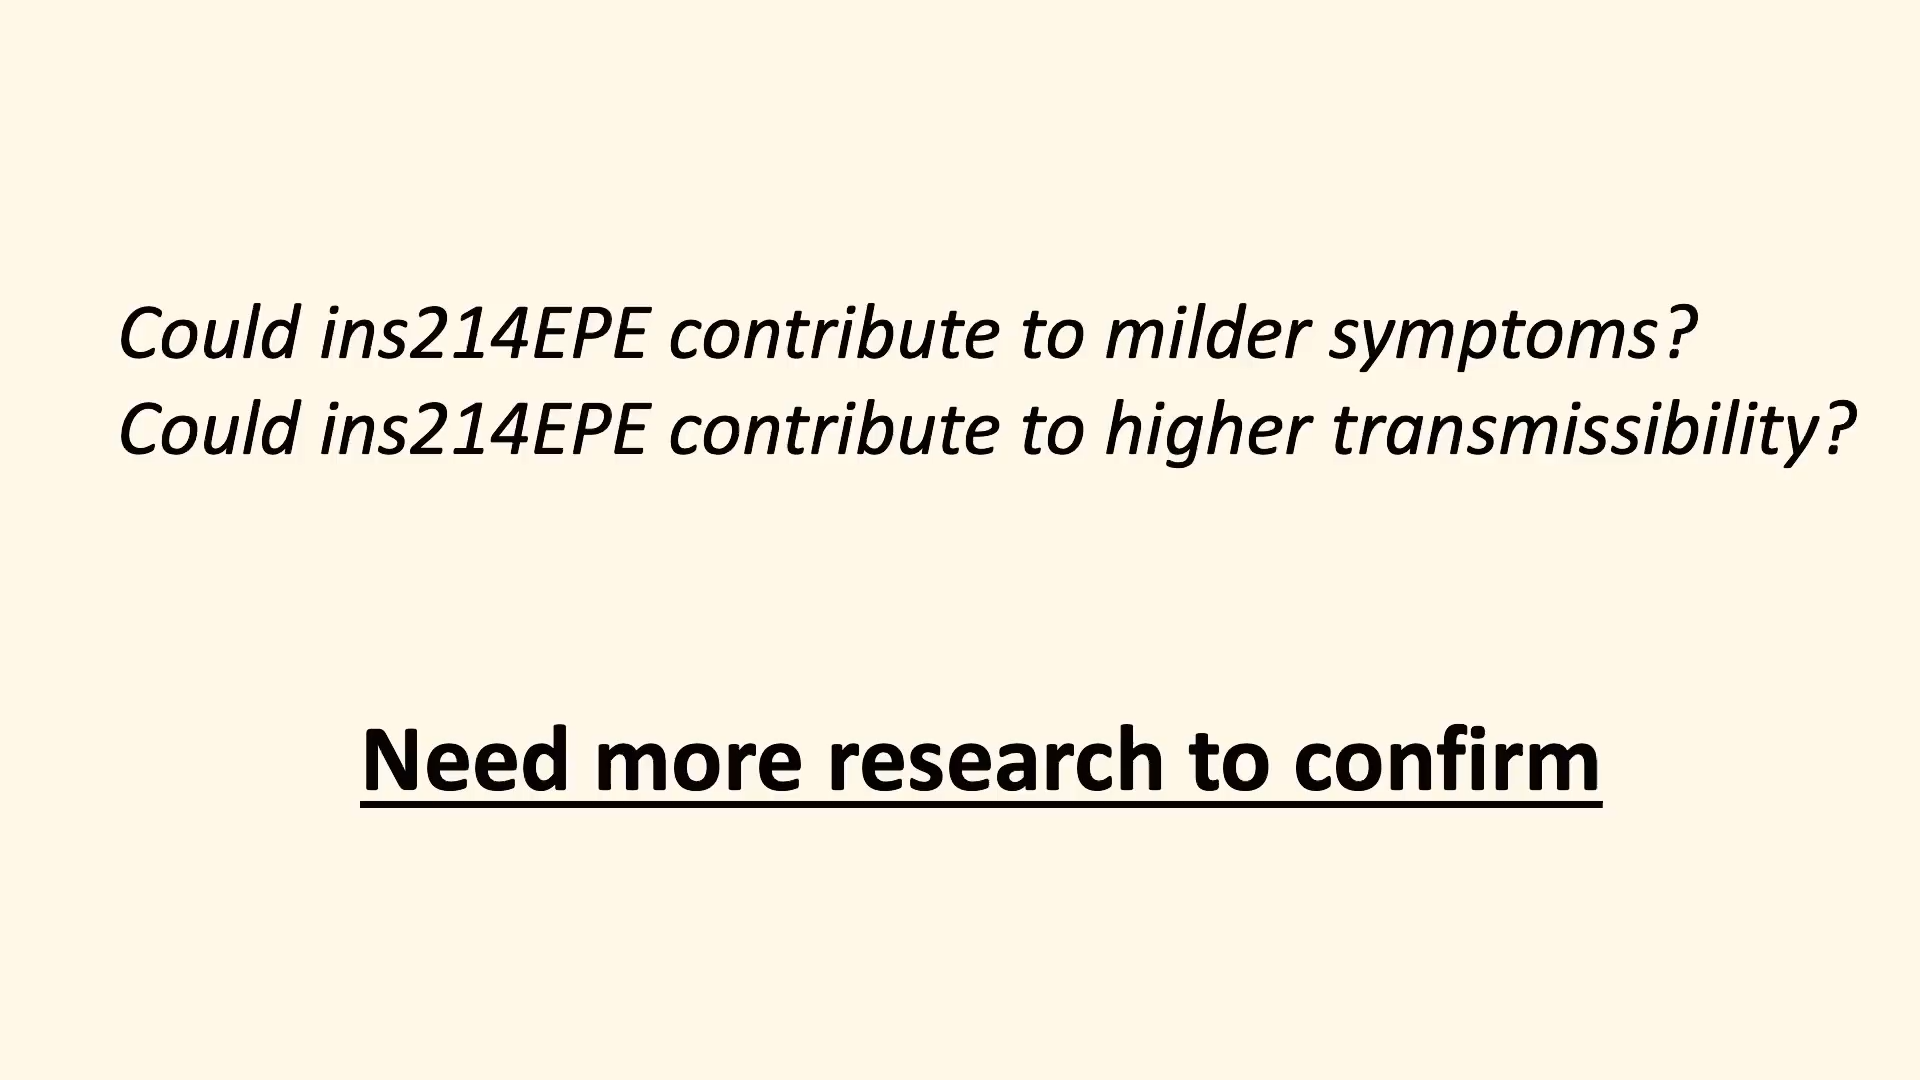 Could ins214EPE contribute to milder symptoms?
Could ins214EPE contribute to higher transmissibility?
Need more research to confirm